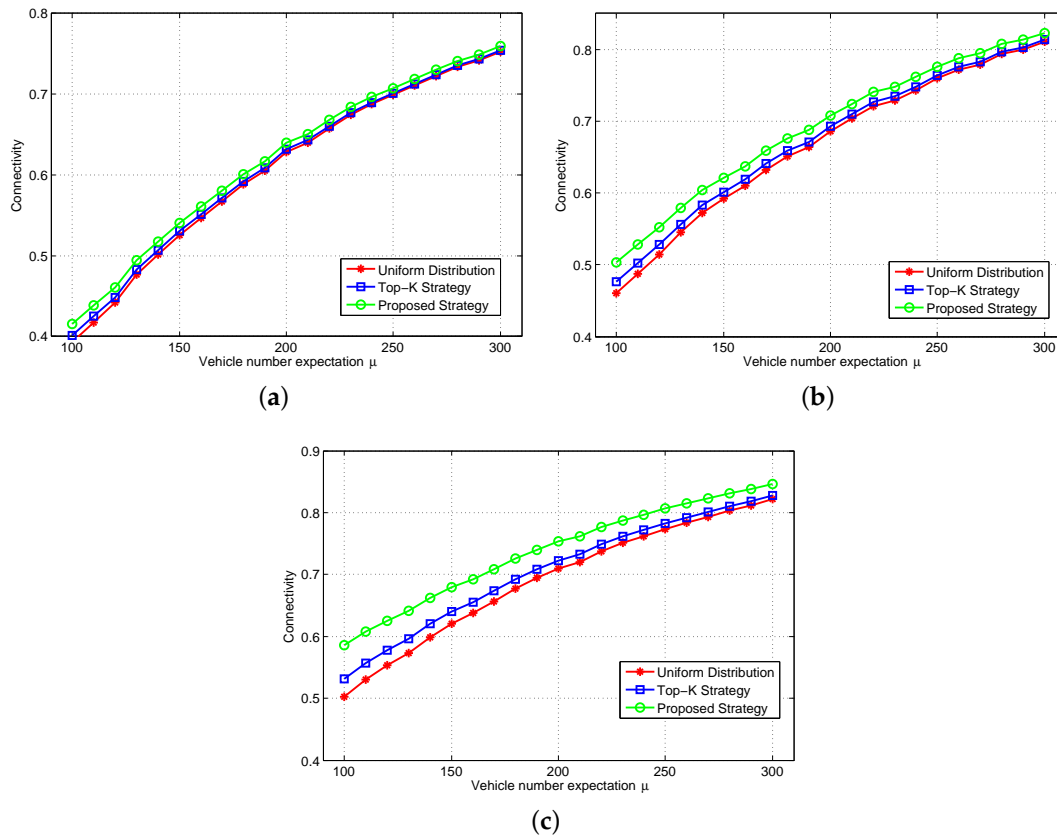 0.8
0.7
0.6
0.5
0.4
Connectivity
100 150 200 250 300
Vehicle number expectation μ
Uniform Distribution
Top−K Strategy
Proposed Strategy
(a)
0.8
0.7
0.6
0.5
0.4
Connectivity
100 150 200 250 300
Vehicle number expectation μ
Uniform Distribution
Top−K Strategy
Proposed Strategy
(b)
0.9
0.8
0.7
0.6
0.5
0.4
Connectivity
100 150 200 250 300
Vehicle number expectation μ
Uniform Distribution
Top−K Strategy
Proposed Strategy
(c)